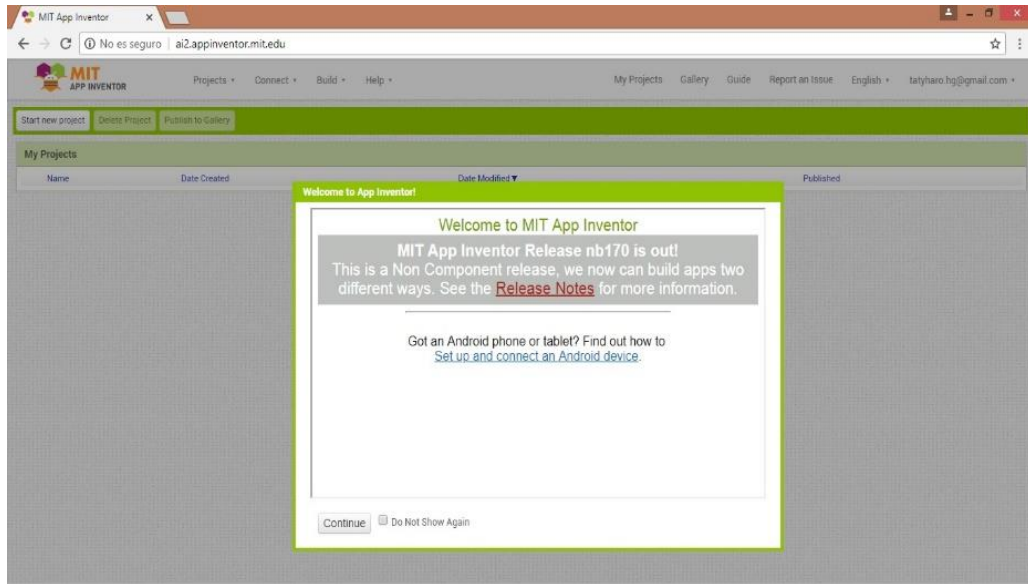 MIT App Inventor
No es seguro | ai2.appinventor.mit.edu
MIT APP INVENTOR
Projects Connect Build Help My Projects Gallery Guide Report an Issue English tatyharo.hg@gmail.com
Start new project Delete Project Publish to Gallery
My Projects
Name Date Created Date Modified ▼ Published
Welcome to App Inventor!
Welcome to MIT App Inventor
MIT App Inventor Release nb170 is out!
This is a Non Component release, we now can build apps two
different ways. See the Release Notes for more information.
Got an Android phone or tablet? Find out how to
Set up and connect an Android device.
Continue Do Not Show Again